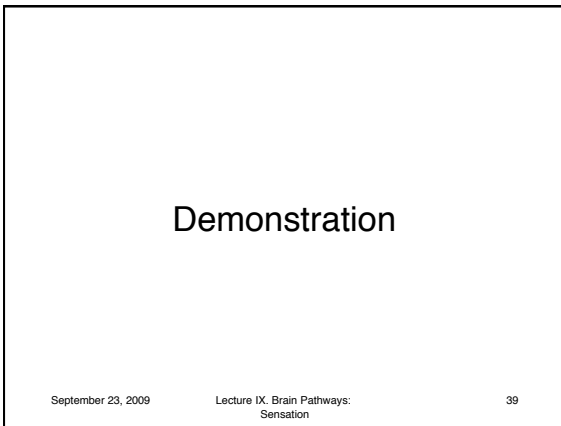 Demonstration
September 23, 2009
Lecture IX. Brain Pathways:
Sensation
39